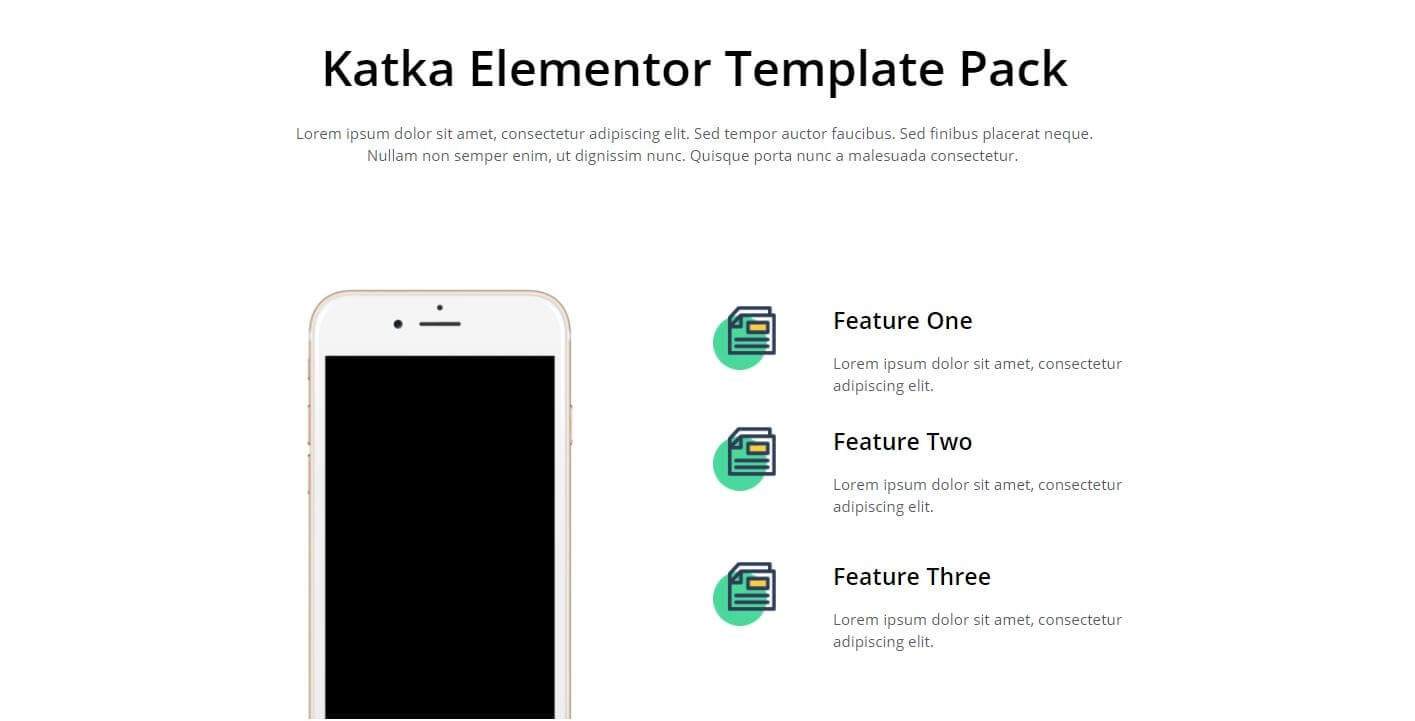 Katka Elementor Template Pack
Lorem ipsum dolor sit amet, consectetur adipiscing elit. Sed tempor auctor faucibus. Sed finibus placerat neque.
Nullam non semper enim, ut dignissim nunc. Quisque porta nunc a malesuada consectetur.
Feature One
Lorem ipsum dolor sit amet, consectetur
adipiscing elit.
Feature Two
Lorem ipsum dolor sit amet, consectetur
adipiscing elit.
Feature Three
Lorem ipsum dolor sit amet, consectetur
adipiscing elit.